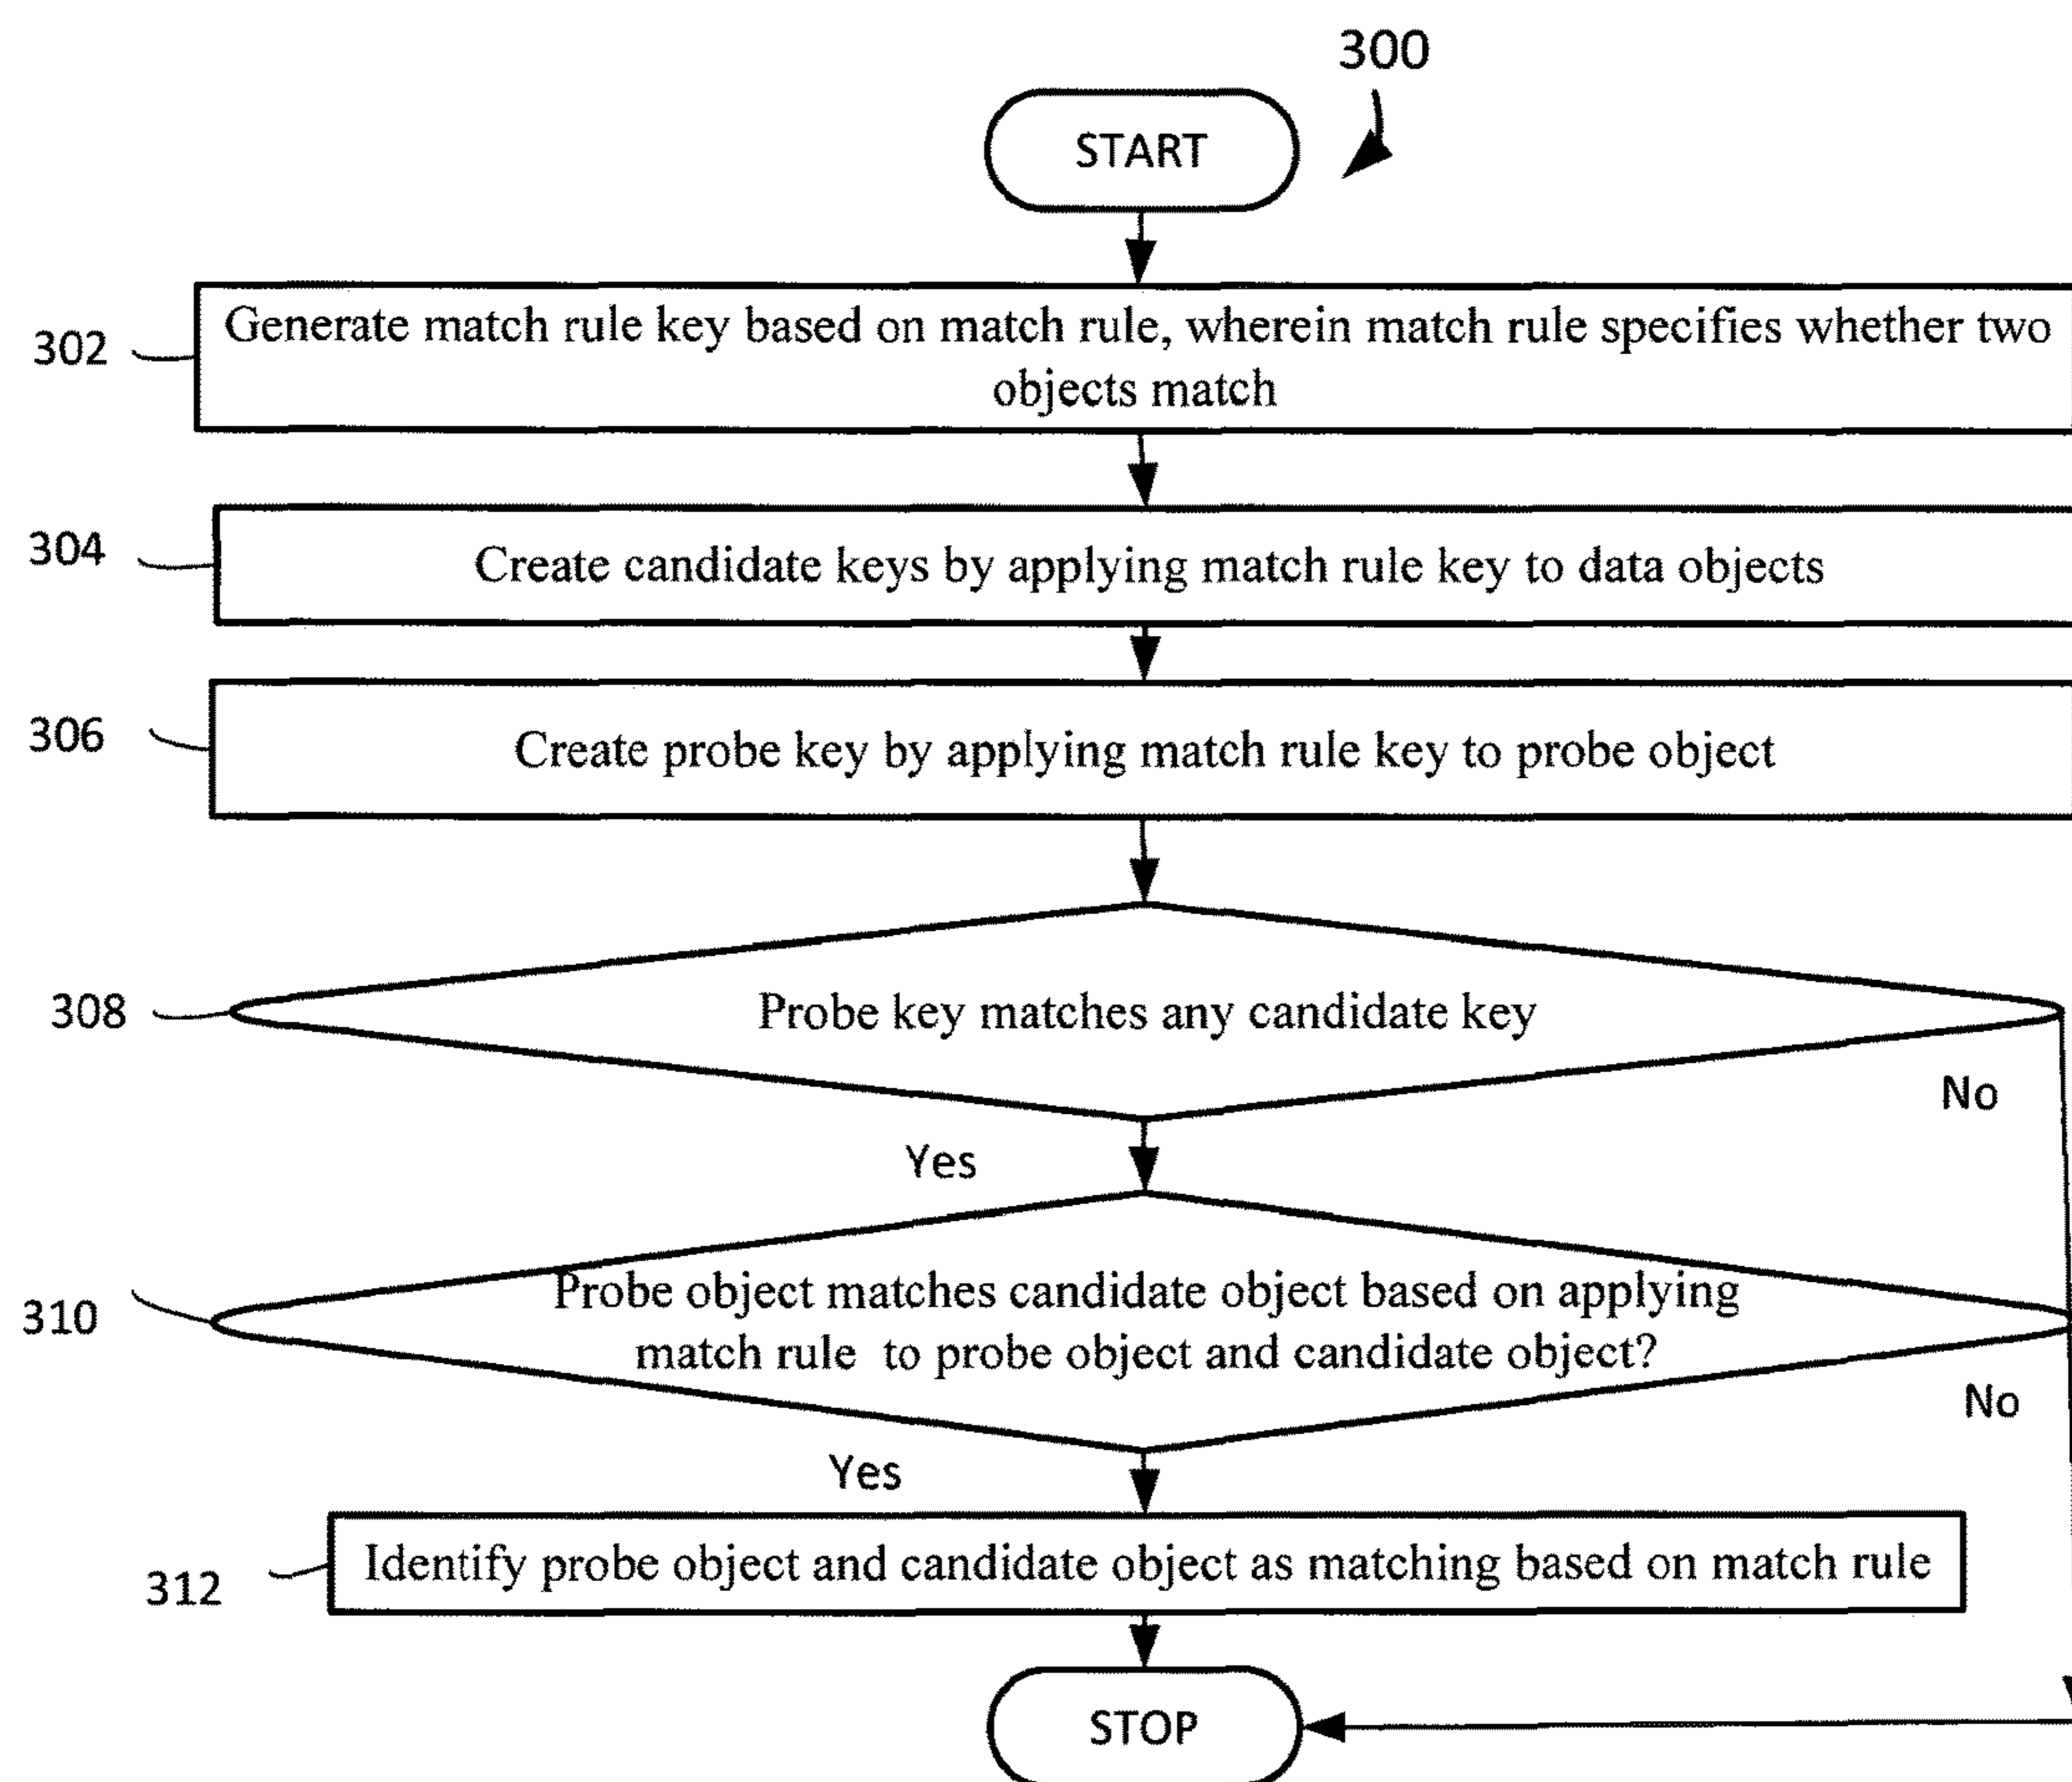 300
START
302
Generate match rule key based on match rule, wherein match rule specifies whether two
objects match
304
Create candidate keys by applying match rule key to data objects
306
Create probe key by applying match rule key to probe object
308
Probe key matches any candidate key
No
Yes
310
Probe object matches candidate object based on applying
match rule to probe object and candidate object?
No
Yes
312
Identify probe object and candidate object as matching based on match rule
STOP